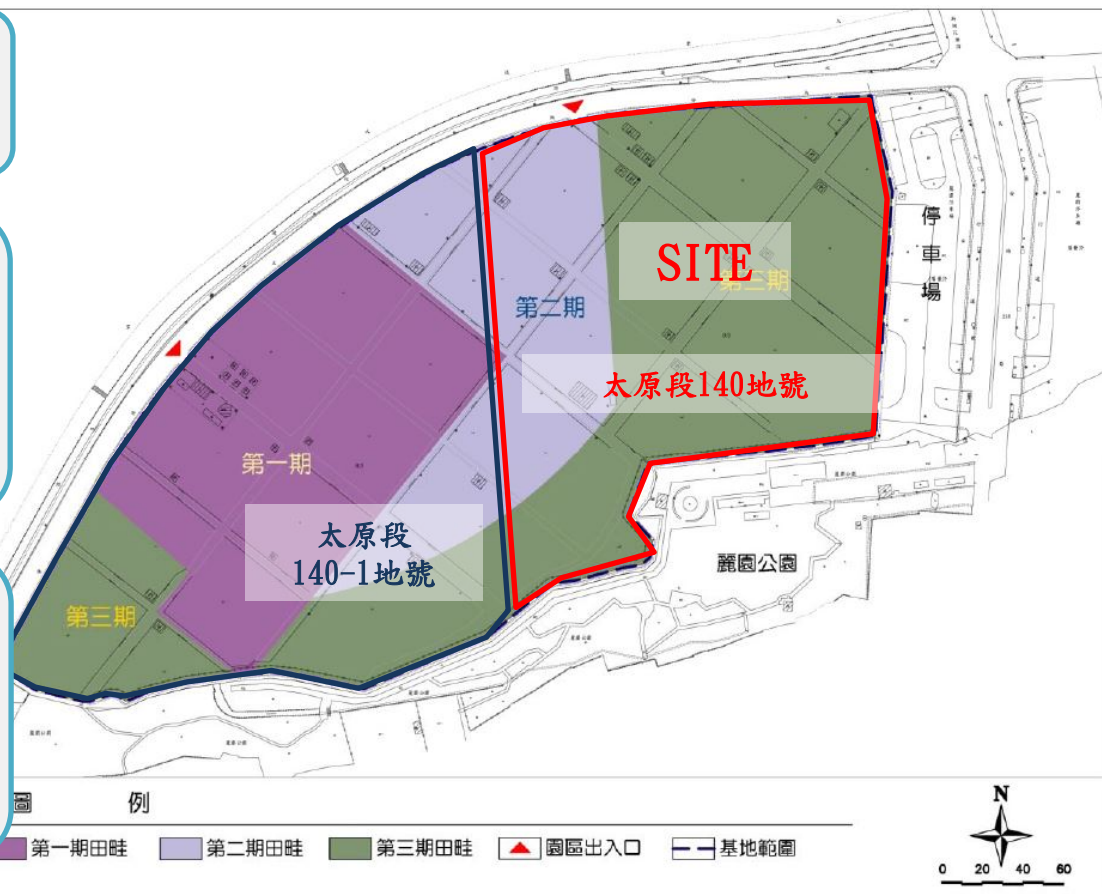 停
車
場
SITE
第三期
第二期
太原段140地號
第一期
太原段
140-1地號
麗園公園
第三期
圖 例
第一期田畦
第二期田畦
第三期田畦
園區出入口
基地範圍
N
0 20 40 60